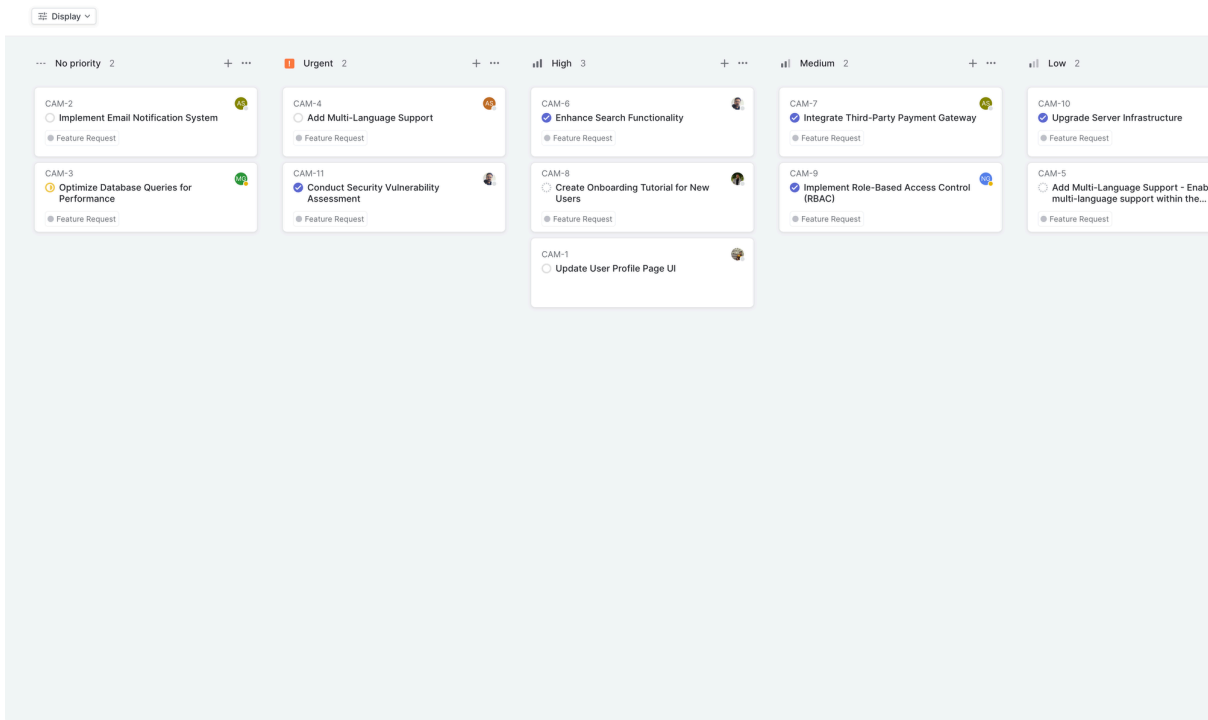 Display
No priority 2
CAM-2
AS
Implement Email Notification System
Feature Request
CAM-3
MG
Optimize Database Queries for
Performance
Feature Request
Urgent 2
CAM-4
AS
Add Multi-Language Support
Feature Request
CAM-11
Conduct Security Vulnerability
Assessment
Feature Request
High 3
CAM-6
Enhance Search Functionality
Feature Request
CAM-8
Create Onboarding Tutorial for New
Users
Feature Request
CAM-1
Update User Profile Page UI
Medium 2
CAM-7
AS
Integrate Third-Party Payment Gateway
Feature Request
CAM-9
NG
Implement Role-Based Access Control
(RBAC)
Feature Request
Low 2
CAM-10
Upgrade Server Infrastructure
Feature Request
CAM-5
Add Multi-Language Support - Enab
multi-language support within the...
Feature Request